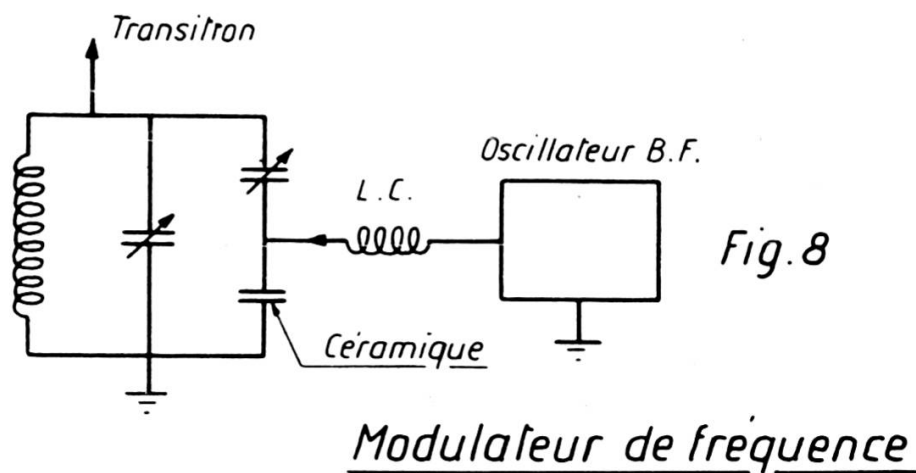 Transitron
Oscillateur B.F.
L.C.
Fig. 8
Céramique
Modulateur de fréquence